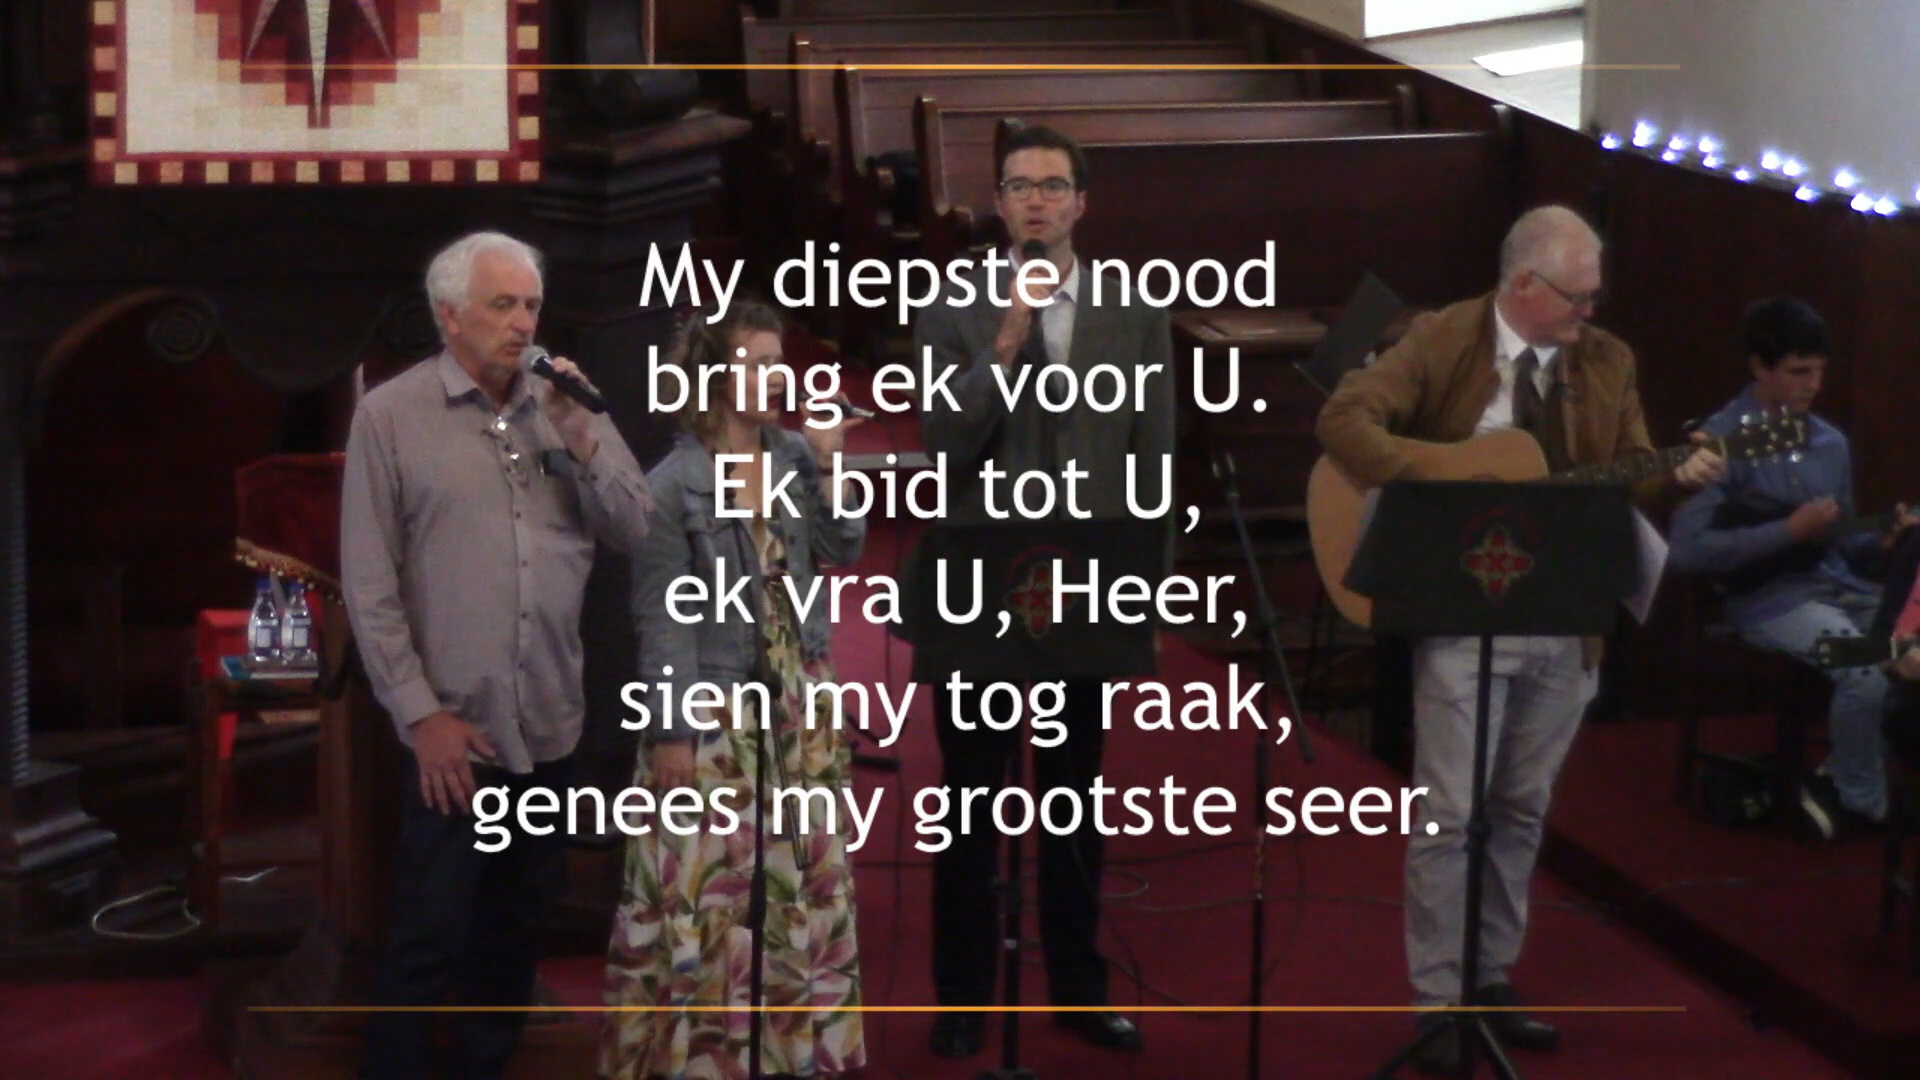 My diepste nood
bring ek voor U.
Ek bid tot U,
ek vra U, Heer,
sien my tog raak,
genees my grootste seer.